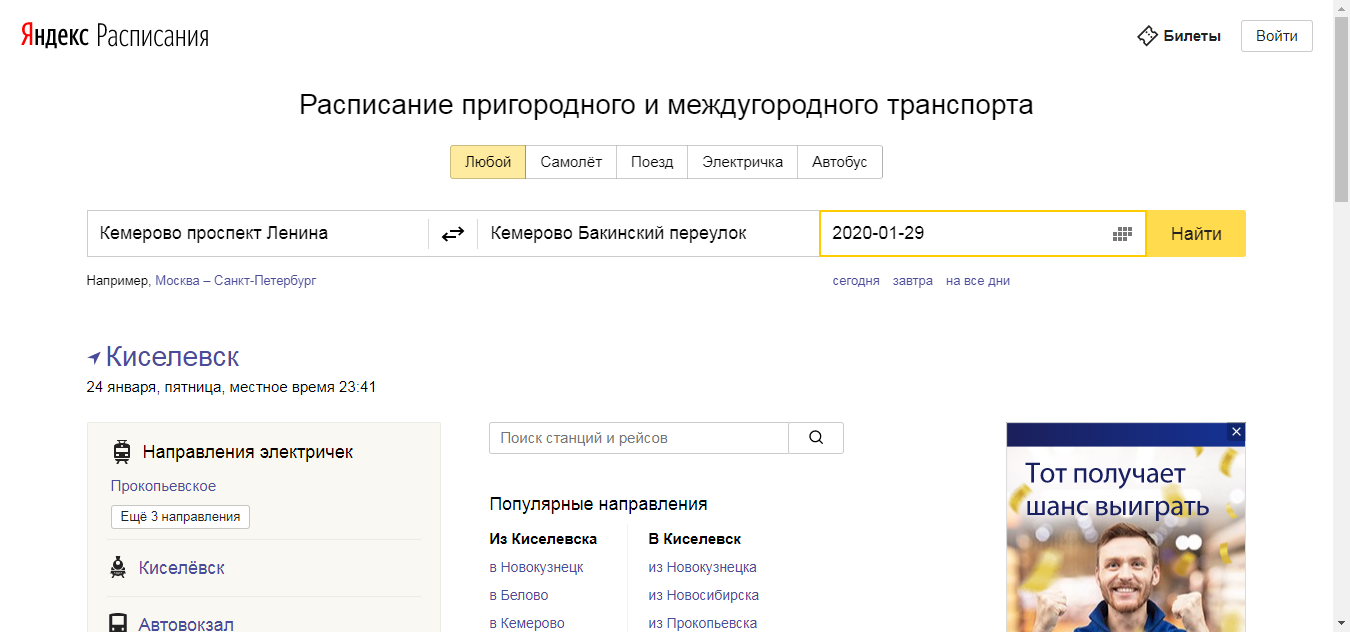 Яндекс Расписания
Билеты
Войти
Расписание пригородного и междугородного транспорта
Любой Самолёт Поезд Электричка Автобус
Кемерово проспект Ленина
Кемерово Бакинский переулок
2020-01-29
Найти
Например, Москва – Санкт-Петербург
сегодня завтра на все дни
Киселевск
24 января, пятница, местное время 23:41
Направления электричек
Прокопьевское
Ещё 3 направления
Киселёвск
Автовокзал
Поиск станций и рейсов
Популярные направления
Из Киселевска
в Новокузнецк
в Белово
в Кемерово
В Киселевск
из Новокузнецка
из Новосибирска
из Прокопьевска
Тот получает
шанс выиграть